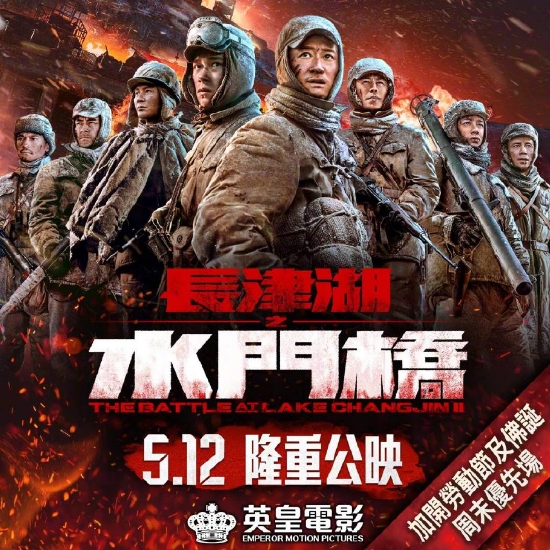 長津湖
之
水門橋
THE BATTLE AT LAKE CHANGJIN II
5.12 隆重公映
英皇電影
EMPEROR MOTION PICTURES
加開勞動節及佛誕
周末優先場